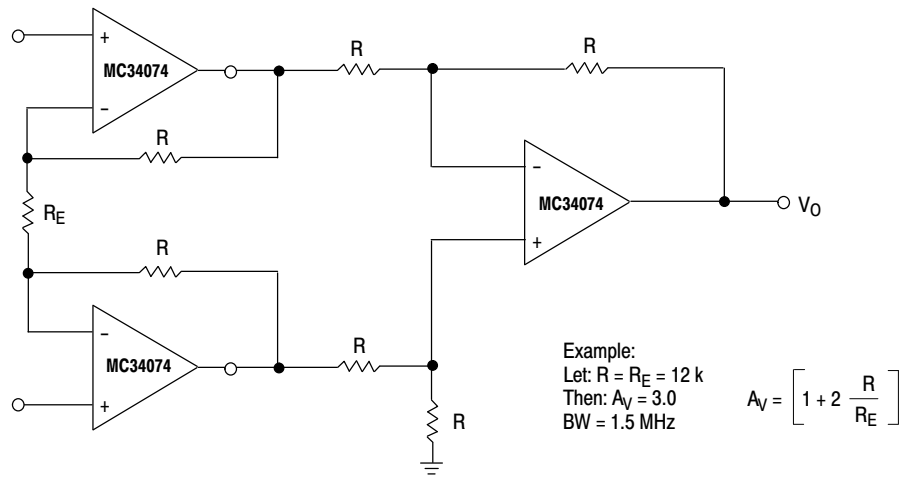 +
MC34074
−
R
R
R
R_E
−
MC34074
+
V_O
R
−
MC34074
+
R
R
Example:
Let: R = R_E = 12 k
Then: A_V = 3.0
BW = 1.5 MHz
A_V = [1 + 2 R/R_E]